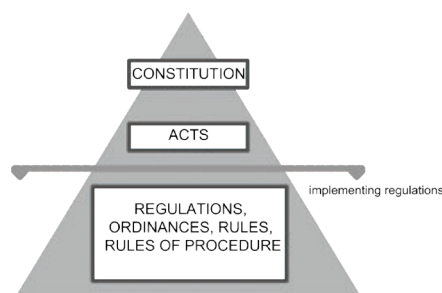 CONSTITUTION
ACTS
implementing regulations
REGULATIONS,
ORDINANCES, RULES,
RULES OF PROCEDURE